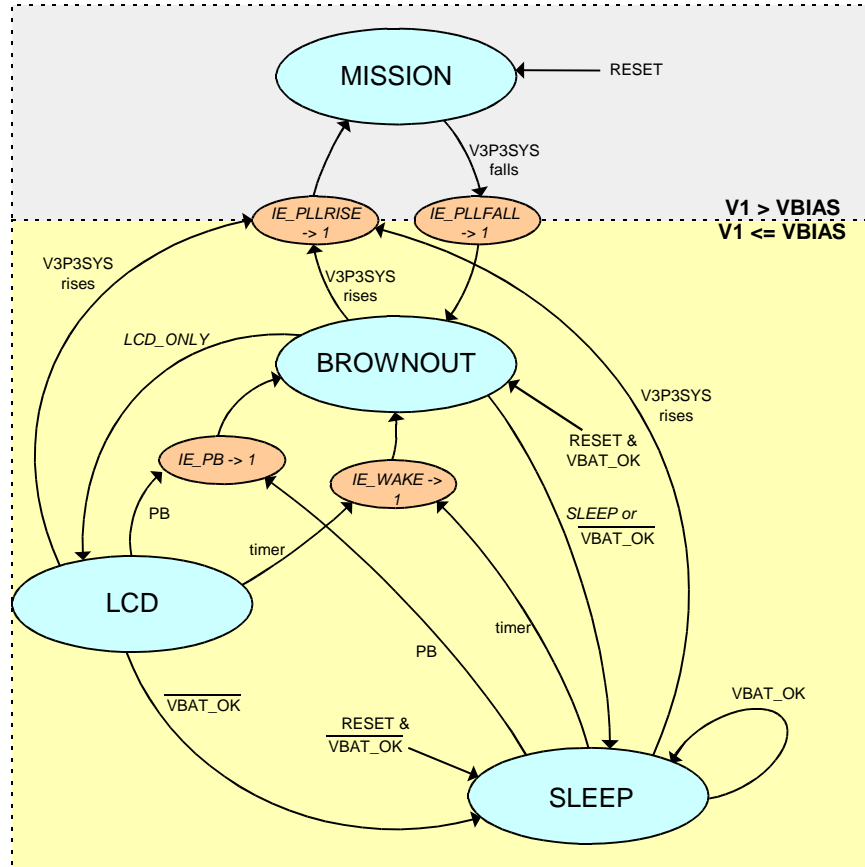 MISSION
RESET
V3P3SYS
falls
IE_PLLRISE
-> 1
IE_PLLFALL
-> 1
V1 > VBIAS
V1 <= VBIAS
V3P3SYS
rises
V3P3SYS
rises
LCD_ONLY
BROWNOUT
V3P3SYS
rises
RESET &
VBAT_OK
IE_PB -> 1
IE_WAKE ->
1
SLEEP or
VBAT_OK
PB
timer
LCD
timer
PB
VBAT_OK
RESET &
VBAT_OK
VBAT_OK
SLEEP